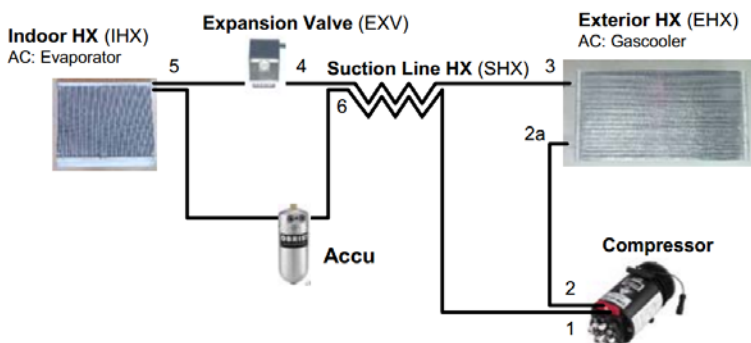 Indoor HX (IHX)
AC: Evaporator
Expansion Valve (EXV)
Exterior HX (EHX)
AC: Gascooler
Suction Line HX (SHX)
5
4
3
6
2a
Accu
Compressor
2
1